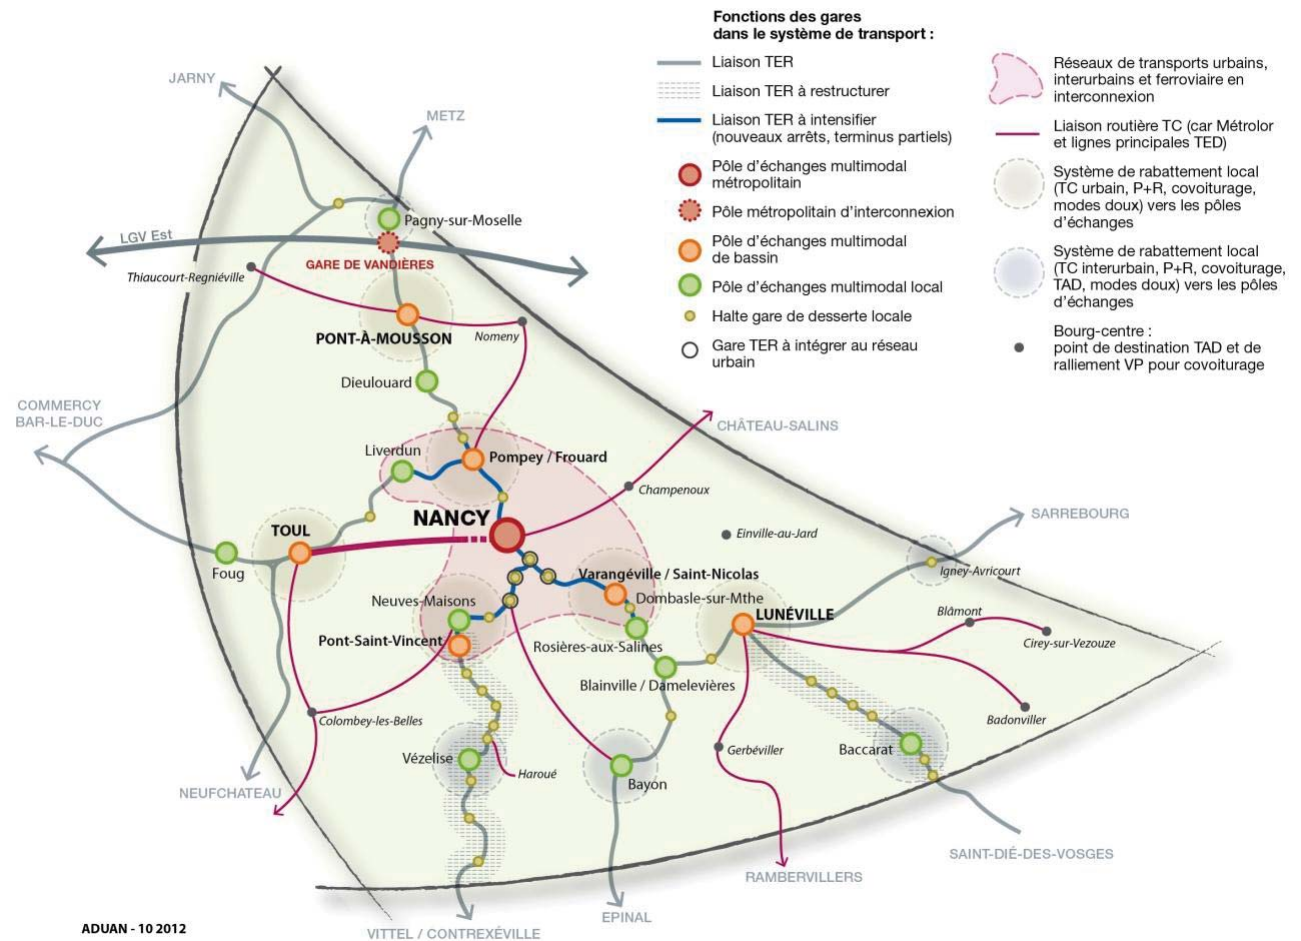 Fonctions des gares
dans le système de transport :
Liaison TER
Liaison TER à restructurer
Liaison TER à intensifier
(nouveaux arrêts, terminus partiels)
Pôle d'échanges multimodal
métropolitain
Pôle métropolitain d'interconnexion
Pôle d'échanges multimodal
de bassin
Pôle d'échanges multimodal local
Halte gare de desserte locale
Gare TER à intégrer au réseau
urbain
Réseaux de transports urbains,
interurbains et ferroviaire en
interconnexion
Liaison routière TC (car Métrolor
et lignes principales TED)
Système de rabattement local
(TC urbain, P+R, covoiturage,
modes doux) vers les pôles
d'échanges
Système de rabattement local
(TC interurbain, P+R, covoiturage,
TAD, modes doux) vers les pôles
d'échanges
Bourg-centre :
point de destination TAD et de
ralliement VP pour covoiturage
JARNY
METZ
Pagny-sur-Moselle
LGV Est
GARE DE VANDIÈRES
Thiaucourt-Regniéville
PONT-À-MOUSSON
Nomeny
Dieulouard
COMMERCY
BAR-LE-DUC
CHÂTEAU-SALINS
Liverdun
Pompey / Frouard
Champenoux
NANCY
TOUL
SARREBOURG
Einville-au-Jard
Foug
Igney-Avricourt
Varangéville / Saint-Nicolas
Neuves-Maisons
Dombasle-sur-Mthe
LUNÉVILLE
Blâmont
Pont-Saint-Vincent
Rosières-aux-Salines
Cirey-sur-Vezouze
Blainville / Damelevières
Colombey-les-Belles
Badonviller
Vézelise
Gerbéviller
Baccarat
Haroué
Bayon
NEUFCHATEAU
SAINT-DIÉ-DES-VOSGES
RAMBERVILLERS
EPINAL
ADUAN - 10 2012
VITTEL / CONTREXÉVILLE